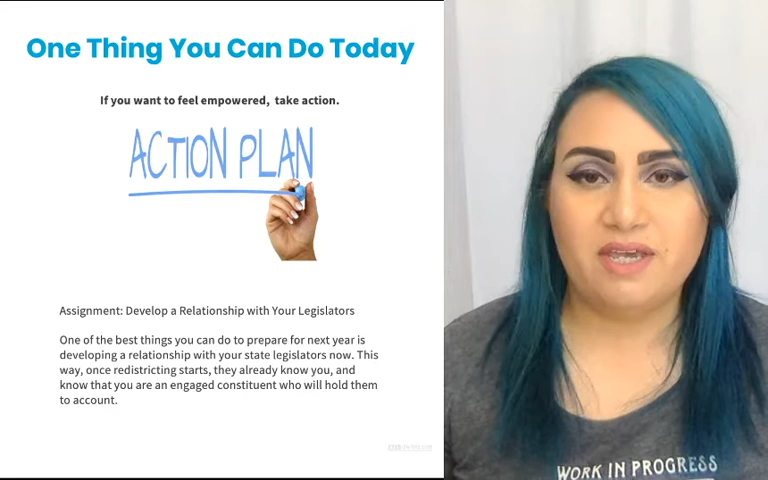 One Thing You Can Do Today
If you want to feel empowered, take action.
ACTION PLAN
Assignment: Develop a Relationship with Your Legislators
One of the best things you can do to prepare for next year is
developing a relationship with your state legislators now. This
way, once redistricting starts, they already know you, and
know that you are an engaged constituent who will hold them
to account.
WORK IN PROGRESS